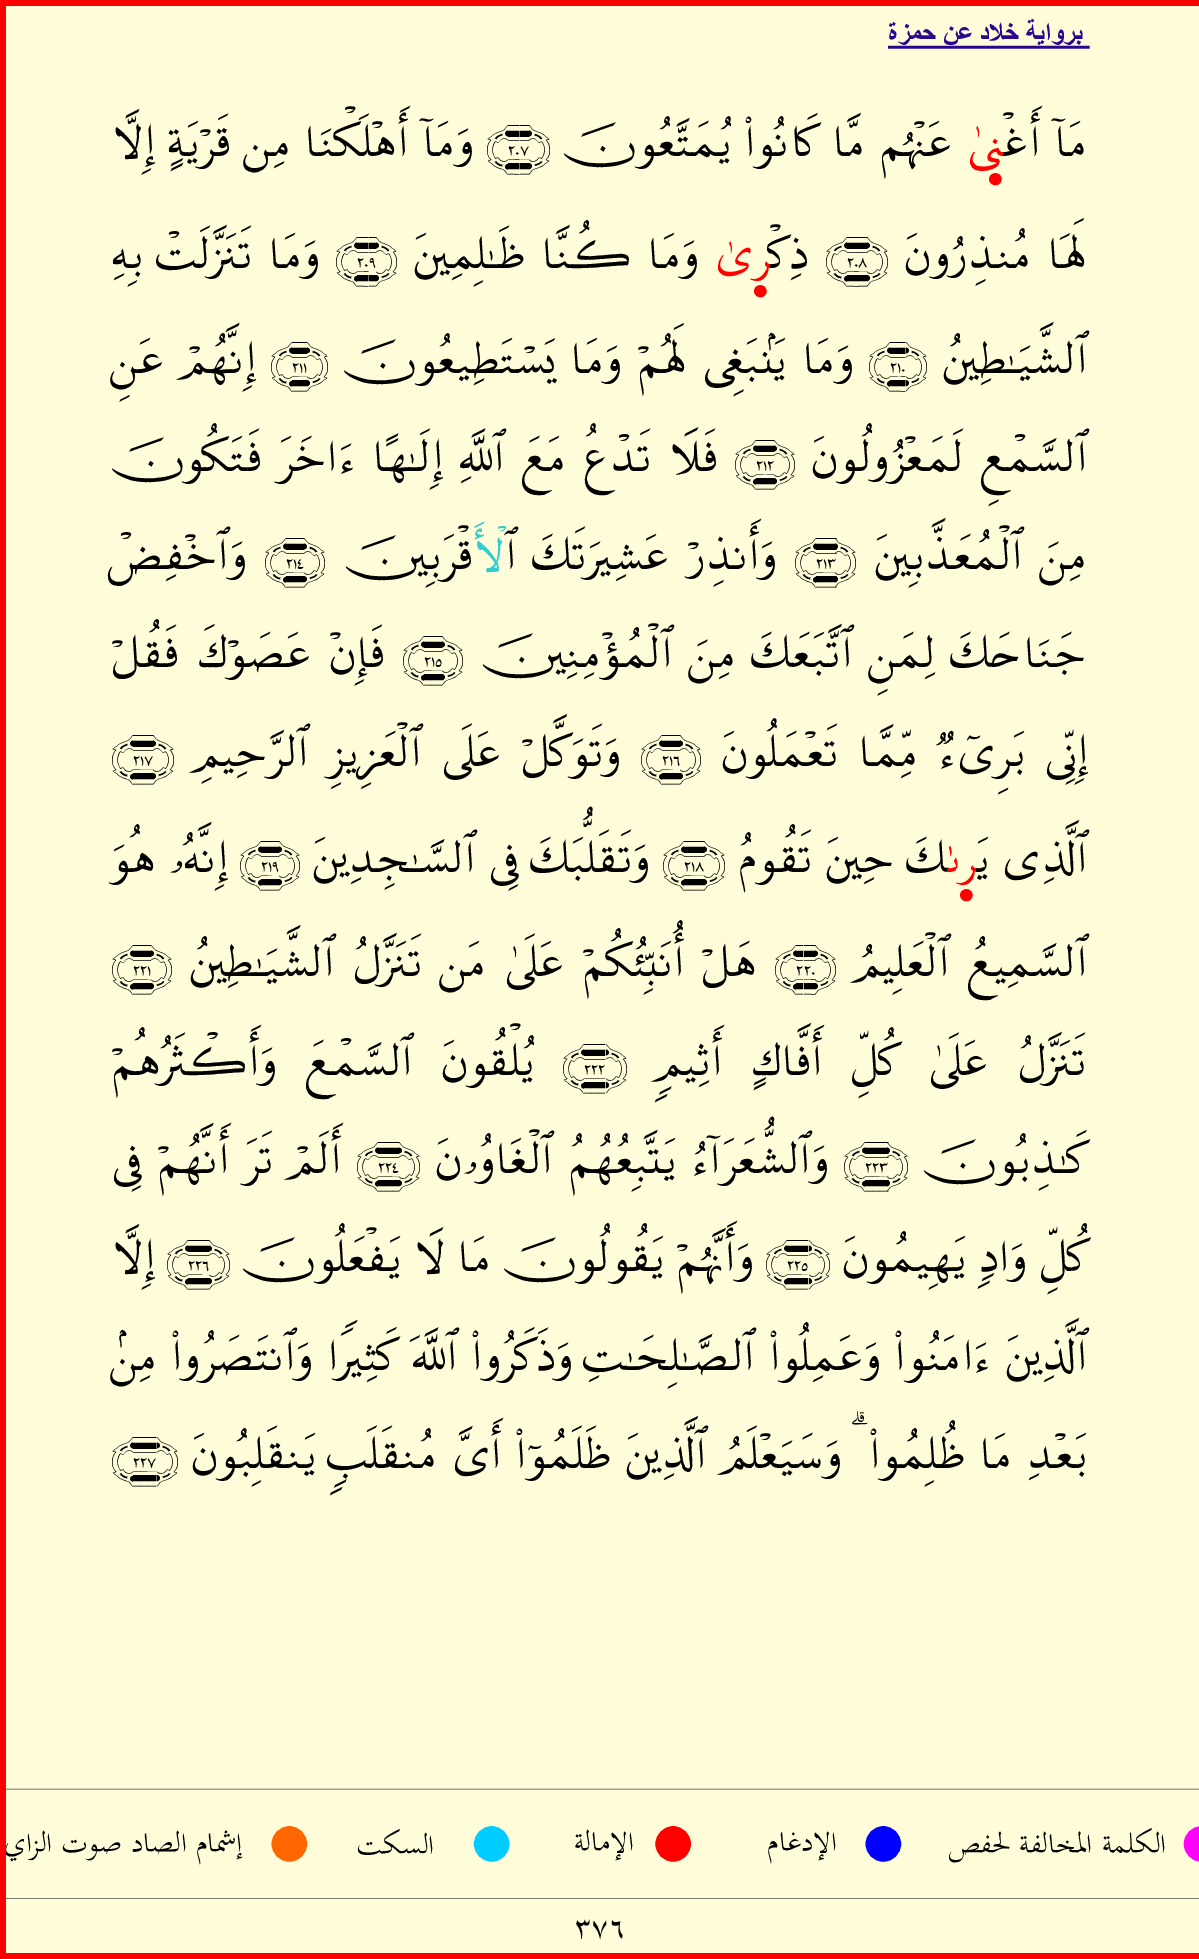 برواية خلاد عن حمزة
مَآ أَغۡنِىٰ عَنۡهُم مَّا كَانُوا۟ يُمَتَّعُونَ ٢٠٧ وَمَآ أَهۡلَكۡنَا مِن قَرۡيَةٍ إِلَّا
لَهَا مُنذِرُونَ ٢٠٨ ذِكۡرِىٰ وَمَا كُنَّا ظَٰلِمِينَ ٢٠٩ وَمَا تَنَزَّلَتۡ بِهِ
ٱلشَّيَٰطِينُ ٢١٠ وَمَا يَنۢبَغِى لَهُمۡ وَمَا يَسۡتَطِيعُونَ ٢١١ إِنَّهُمۡ عَنِ
ٱلسَّمۡعِ لَمَعۡزُولُونَ ٢١٢ فَلَا تَدۡعُ مَعَ ٱللَّهِ إِلَٰهًا ءَاخَرَ فَتَكُونَ
مِنَ ٱلۡمُعَذَّبِينَ ٢١٣ وَأَنذِرۡ عَشِيرَتَكَ ٱلۡأَقۡرَبِينَ ٢١٤ وَٱخۡفِضۡ
جَنَاحَكَ لِمَنِ ٱتَّبَعَكَ مِنَ ٱلۡمُؤۡمِنِينَ ٢١٥ فَإِنۡ عَصَوۡكَ فَقُلۡ
إِنِّى بَرِىٓءٌ مِّمَّا تَعۡمَلُونَ ٢١٦ وَتَوَكَّلۡ عَلَى ٱلۡعَزِيزِ ٱلرَّحِيمِ ٢١٧
ٱلَّذِى يَرِىٰكَ حِينَ تَقُومُ ٢١٨ وَتَقَلُّبَكَ فِى ٱلسَّٰجِدِينَ ٢١٩ إِنَّهُۥ هُوَ
ٱلسَّمِيعُ ٱلۡعَلِيمُ ٢٢٠ هَلۡ أُنَبِّئُكُمۡ عَلَىٰ مَن تَنَزَّلُ ٱلشَّيَٰطِينُ ٢٢١
تَنَزَّلُ عَلَىٰ كُلِّ أَفَّاكٍ أَثِيمٍ ٢٢٢ يُلۡقُونَ ٱلسَّمۡعَ وَأَكۡثَرُهُمۡ
كَٰذِبُونَ ٢٢٣ وَٱلشُّعَرَآءُ يَتَّبِعُهُمُ ٱلۡغَاوُۥنَ ٢٢٤ أَلَمۡ تَرَ أَنَّهُمۡ فِى
كُلِّ وَادٍ يَهِيمُونَ ٢٢٥ وَأَنَّهُمۡ يَقُولُونَ مَا لَا يَفۡعَلُونَ ٢٢٦ إِلَّا
ٱلَّذِينَ ءَامَنُوا۟ وَعَمِلُوا۟ ٱلصَّٰلِحَٰتِ وَذَكَرُوا۟ ٱللَّهَ كَثِيرًا وَٱنتَصَرُوا۟ مِنۢ
بَعۡدِ مَا ظُلِمُوا۟ ۗ وَسَيَعۡلَمُ ٱلَّذِينَ ظَلَمُوٓا۟ أَىَّ مُنقَلَبٍ يَنقَلِبُونَ ٢٢٧
الكلمة المخالفة لحفص الإدغام الإمالة السكت إشمام الصاد صوت الزاي
٣٧٦